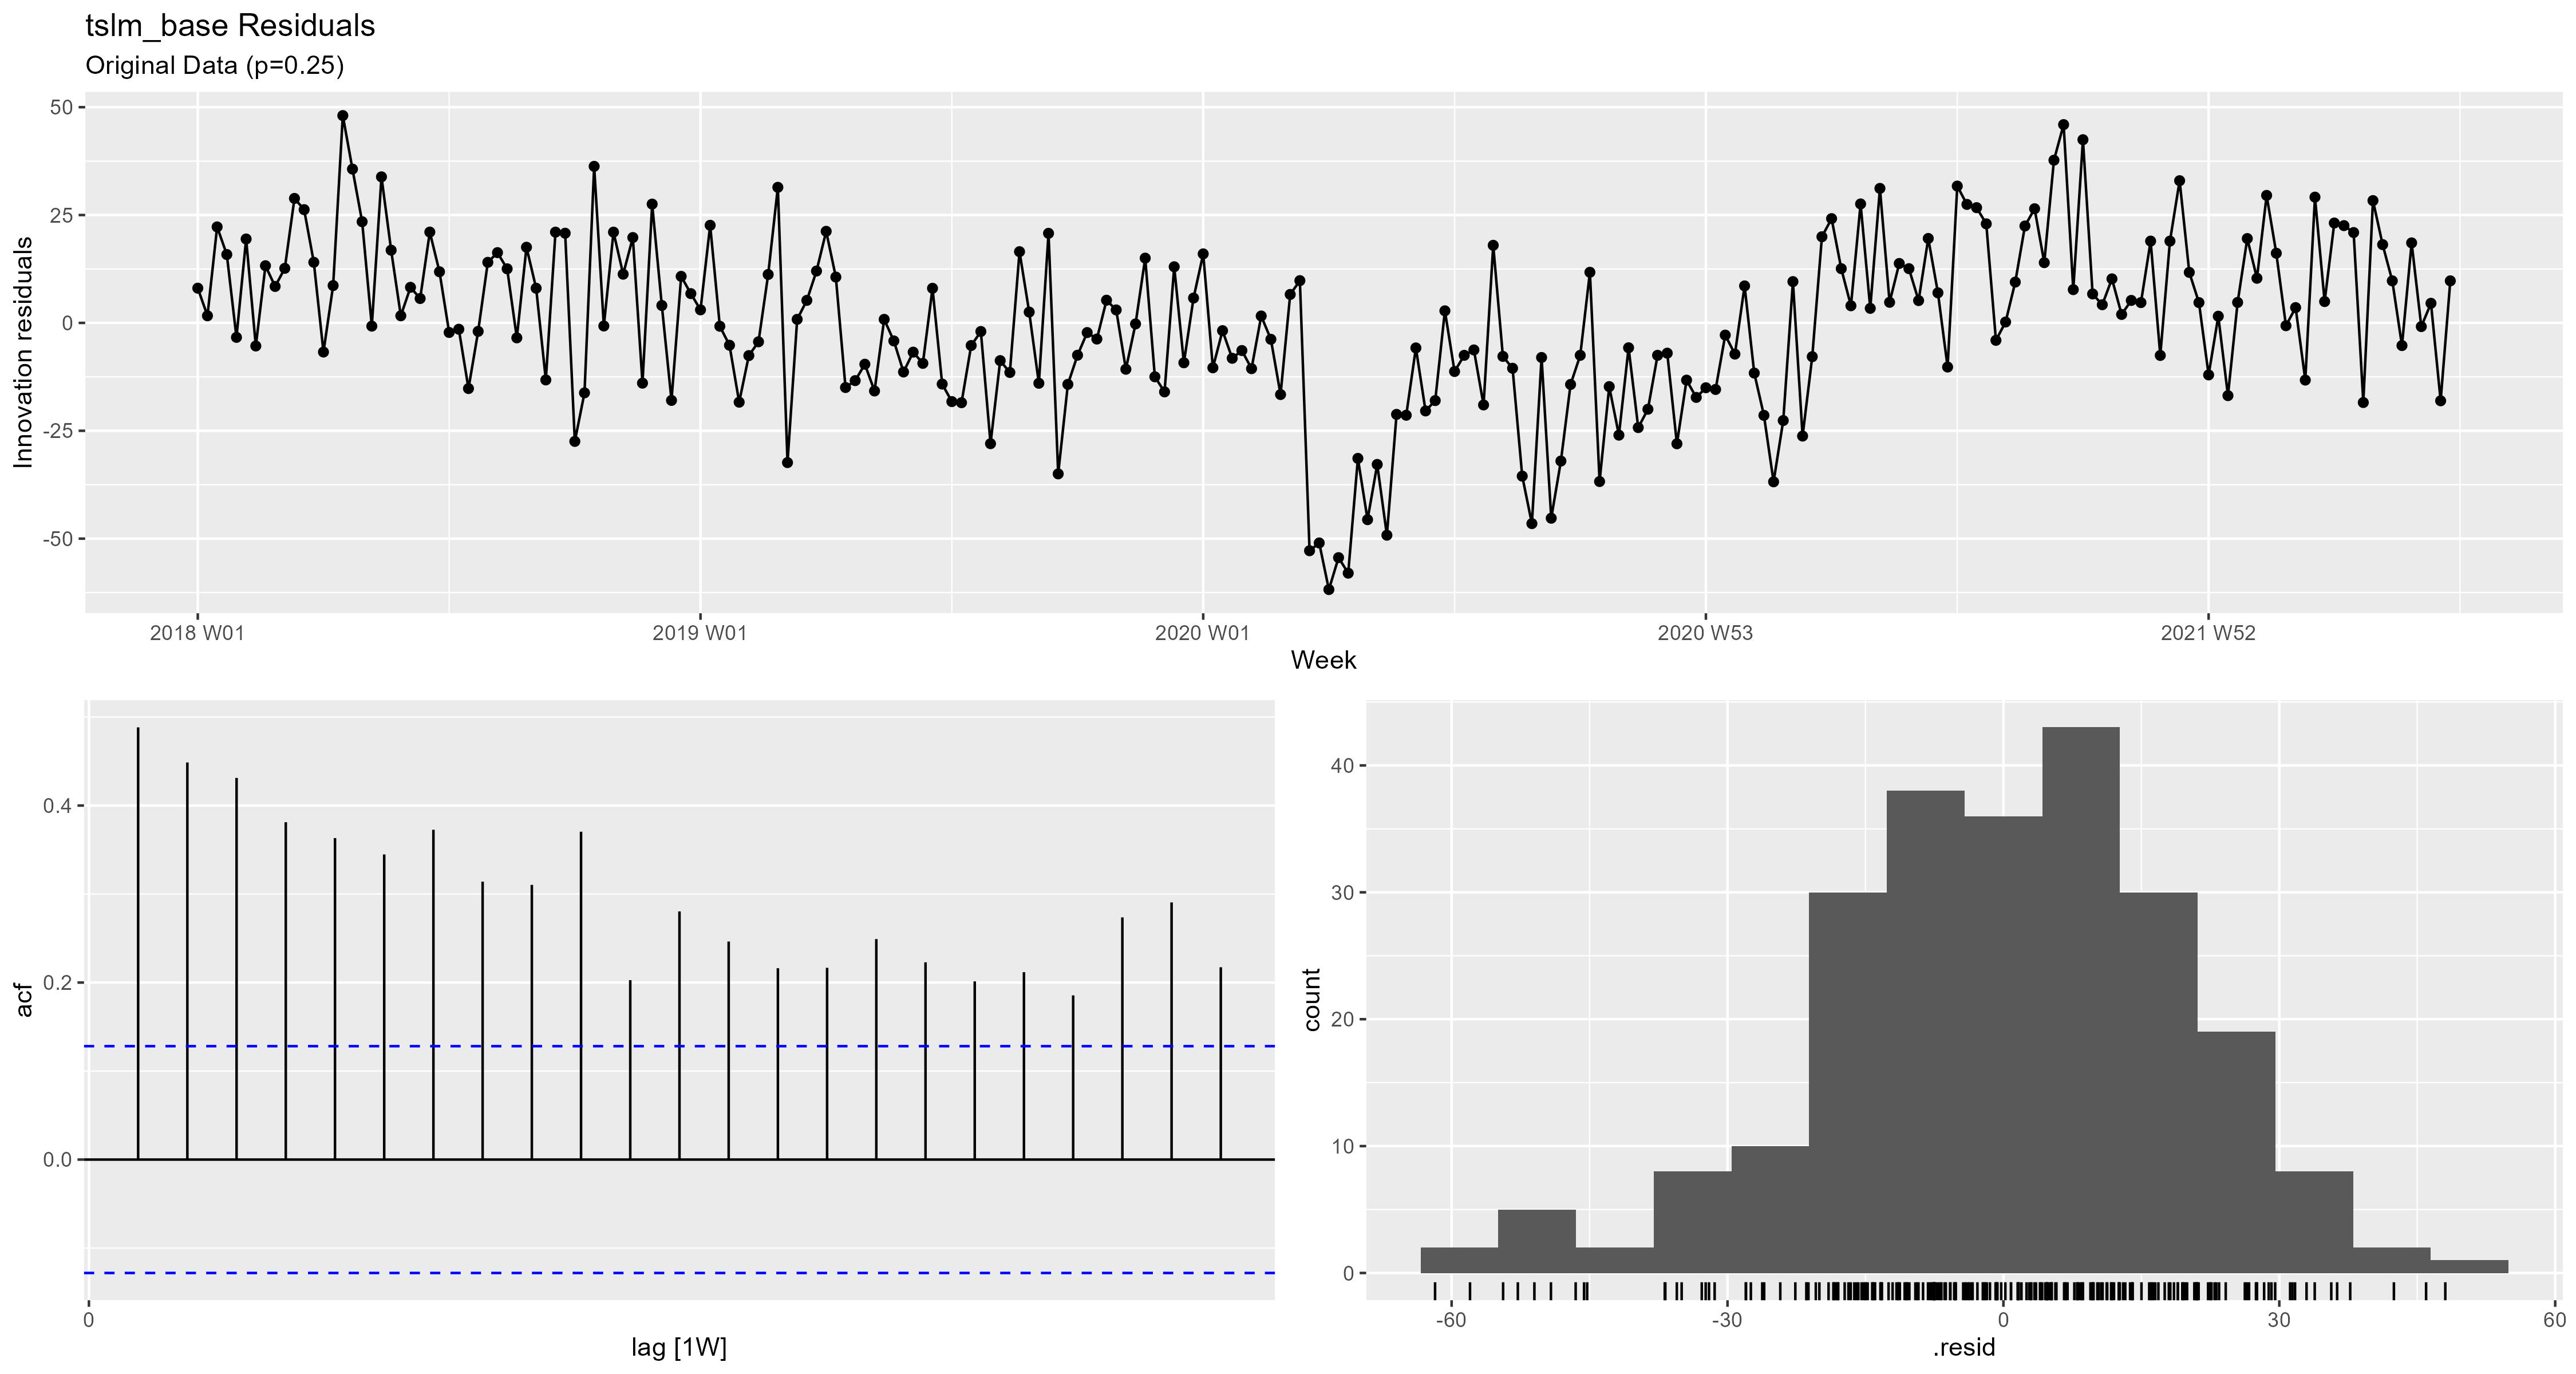 tslm_base Residuals
Original Data (p=0.25)
Innovation residuals
50
25
0
-25
-50
2018 W01
2019 W01
2020 W01
2020 W53
2021 W52
Week
acf
0.4
0.2
0.0
0
lag [1W]
count
40
30
20
10
0
-60
-30
0
30
60
.resid